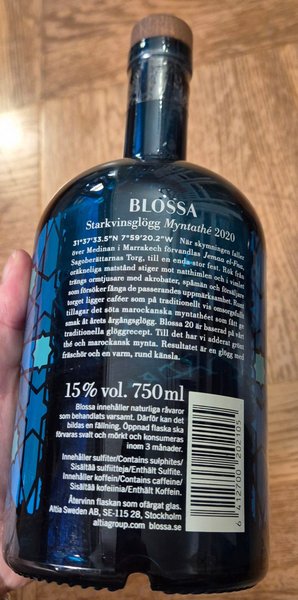 BLOSSA
Starkvinsglögg Myntathé 2020
31°37'33.5"N 7°59'20.2"W När skymningen faller
över Medinan i Marrakech förvandlas Jemaa el-Fna,
Sagoberättarnas Torg, till en enda stor fest. Rök från
oräkneliga matstånd stiger mot natthimlen och i vimlet
trängs ormtjusare med akrobater, spåmän och försäljare
som försöker fånga de passerandes uppmärksamhet. Runt
torget ligger caféer som på traditionellt vis omsorgsfullt
tillagar det söta marockanska myntathéet som fått ge
smak åt årets årgångsglögg. Blossa 20 är baserad på vårt
traditionella glöggrecept. Till det har vi adderat grönt
thé och marockansk mynta. Resultatet är en glögg med
fräschör och en varm, rund känsla.
15% vol. 750 ml
Blossa innehåller naturliga råvaror
som behandlats varsamt. Därför kan det
bildas en fällning. Öppnad flaska ska
förvaras svalt och mörkt och konsumeras
inom 3 månader.
Innehåller sulfiter/Contains sulphites/
Sisältää sulfiitteja/Enthält Sulfite.
Innehåller koffein/Contains caffeine/
Sisältää kofeiinia/Enthält Koffein.
Återvinn flaskan som ofärgat glas.
Altia Sweden AB, SE-115 28, Stockholm
altiagroup.com blossa.se
6 412700 202105